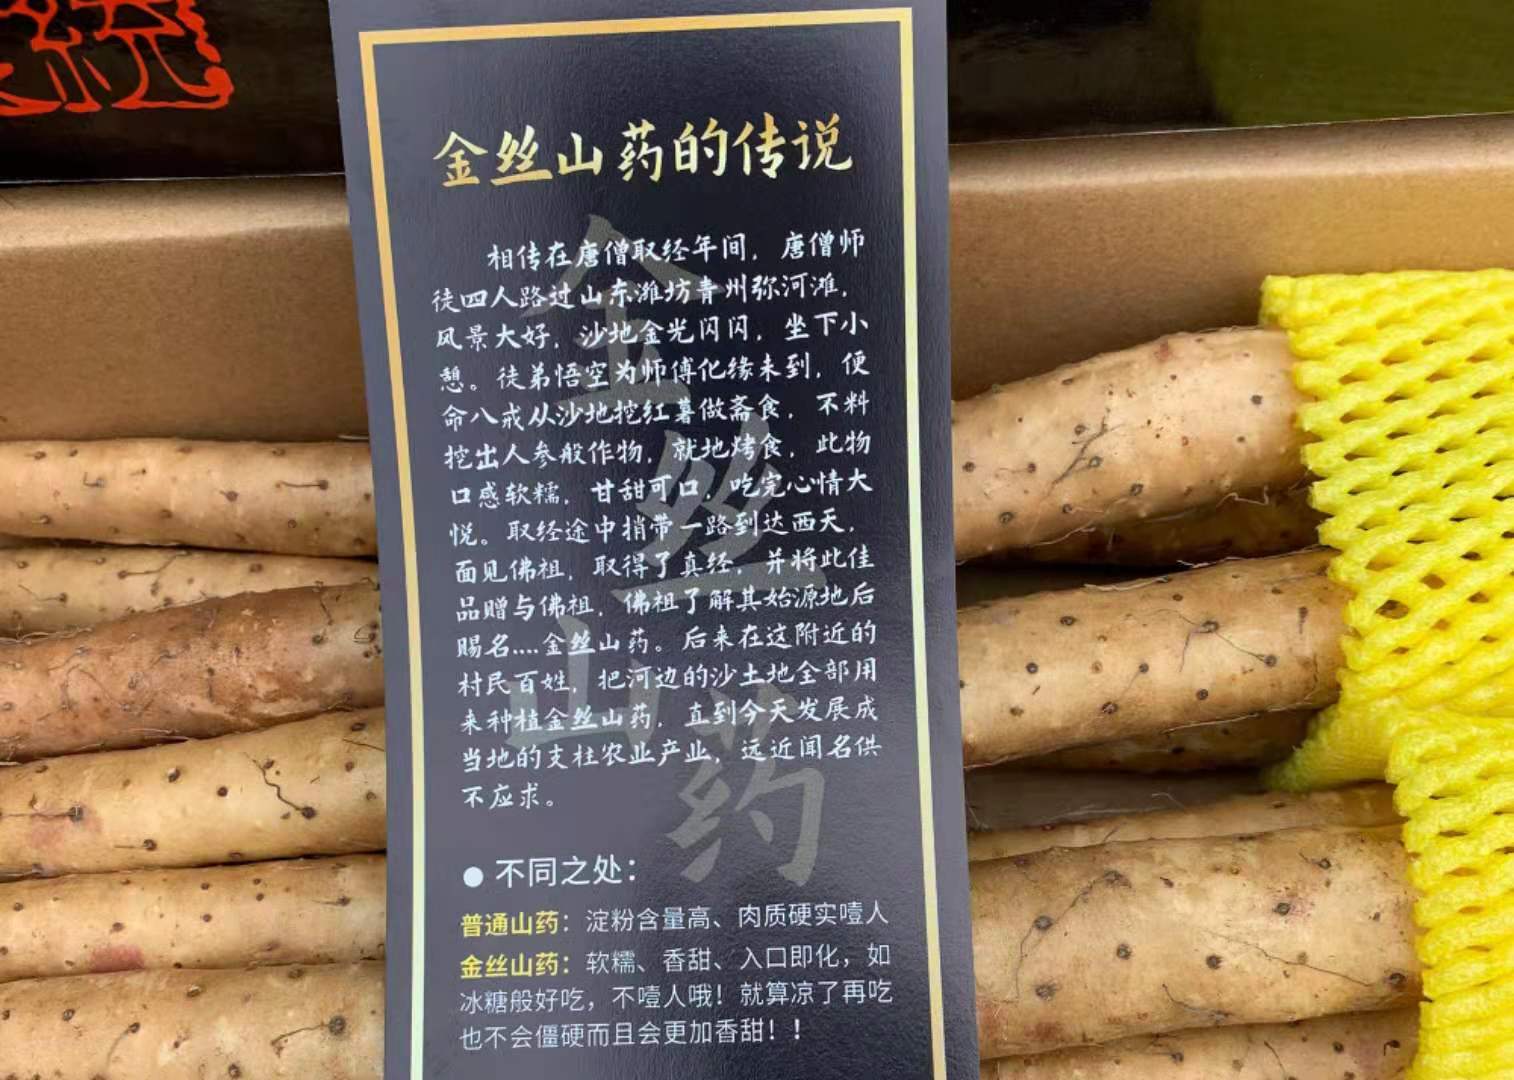 統
金丝山药的传说
相传在唐僧取经年间，唐僧师
徒四人路过山东潍坊青州弥河滩，
风景大好，沙地金光闪闪，坐下小
憩。徒弟悟空为师傅化缘未到，便
命八戒从沙地挖红薯做斋食，不料
挖出人参般作物，就地烤食，此物
口感软糯，甘甜可口，吃完心情大
悦。取经途中捎带一路到达西天，
面见佛祖，取得了真经，并将此佳
品赠与佛祖，佛祖了解其始源地后
赐名....金丝山药。后来在这附近的
村民百姓，把河边的沙土地全部用
来种植金丝山药，直到今天发展成
当地的支柱农业产业，远近闻名供
不应求。
金丝山药
● 不同之处：
普通山药：淀粉含量高、肉质硬实噎人
金丝山药：软糯、香甜、入口即化，如
冰糖般好吃，不噎人哦！就算凉了再吃
也不会僵硬而且会更加香甜！！